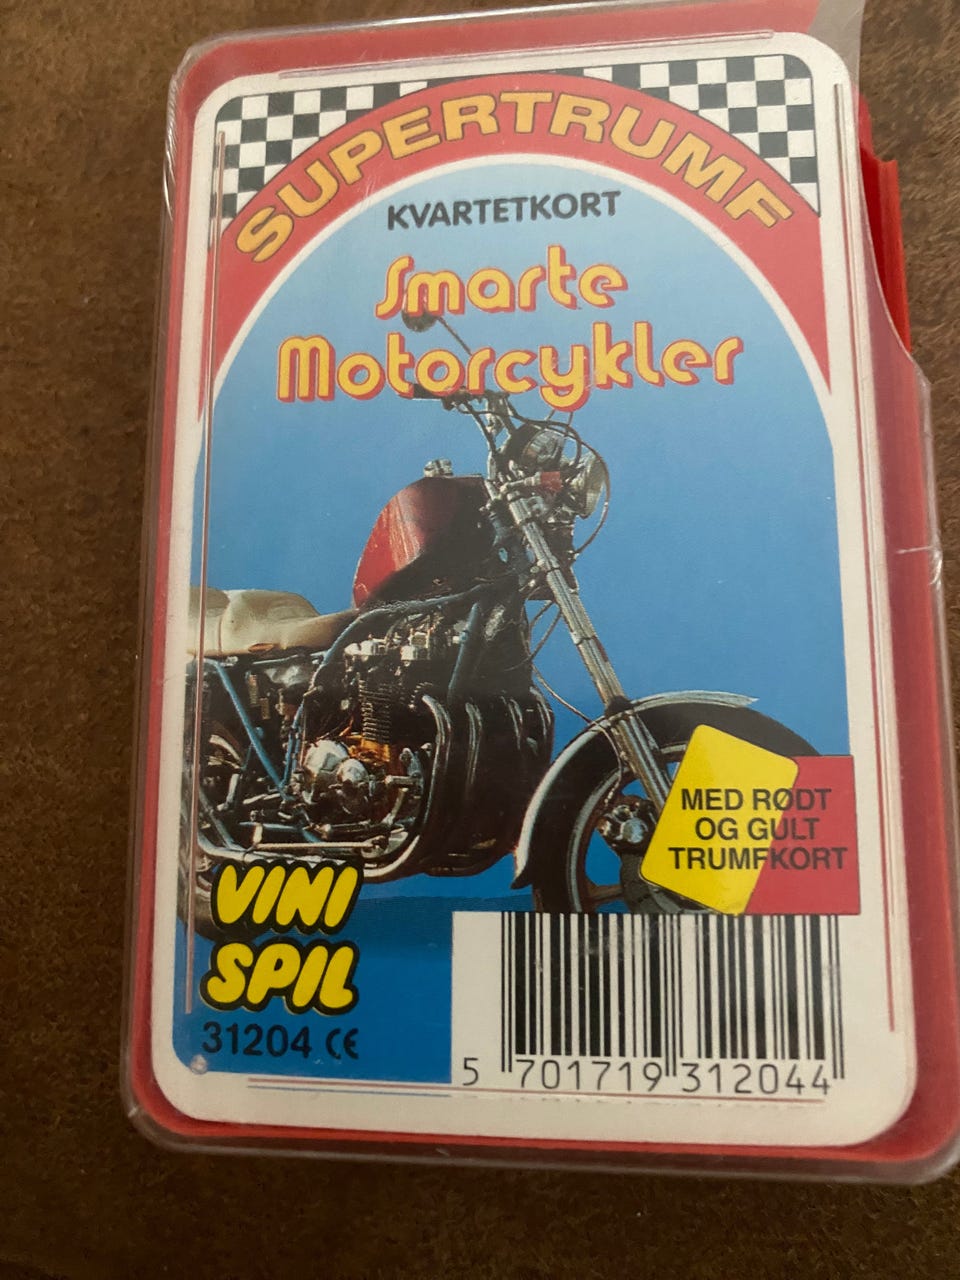 SUPERTRUMF
KVARTETKORT
Smarte
Motorcykler
MED RØDT
OG GULT
TRUMFKORT
VINI
SPIL
31204 CE
5 701719 312044